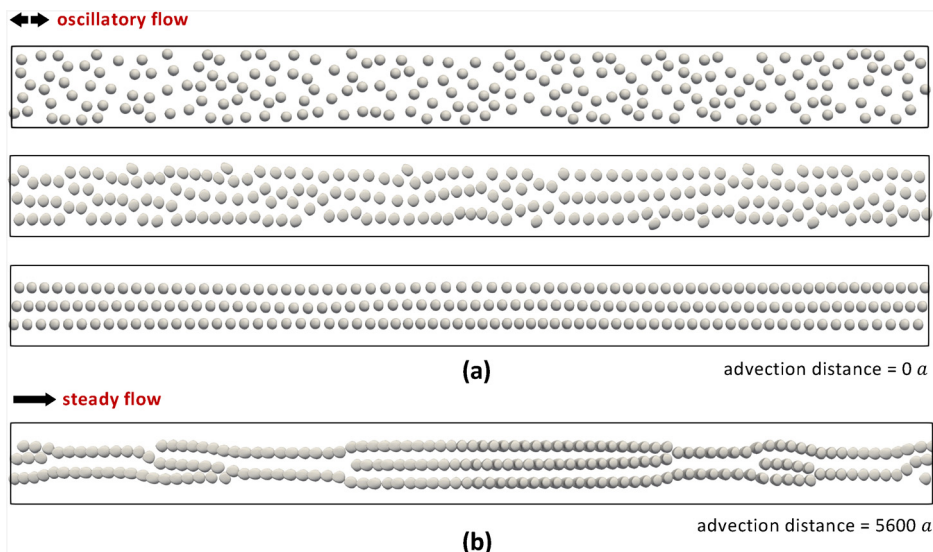 oscillatory flow
(a)
advection distance = 0 𝑎
steady flow
advection distance = 5600 𝑎
(b)